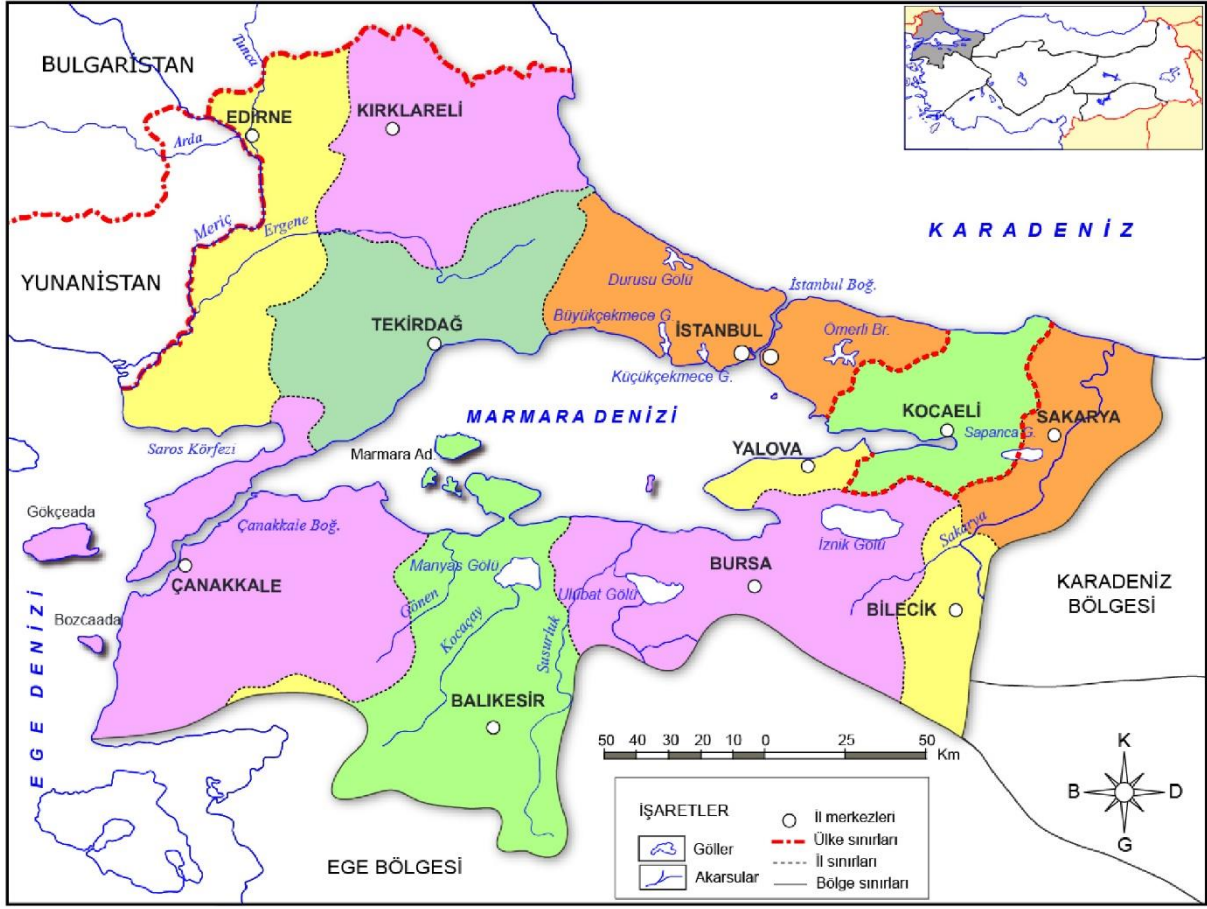 BULGARİSTAN
Tunca
EDİRNE
KIRKLARELİ
Arda
Meriç
Ergene
YUNANİSTAN
KARADENİZ
Durusu Gölü
İstanbul Boğ.
TEKİRDAĞ
Büyükçekmece G.
İSTANBUL
Ömerli Br.
Küçükçekmece G.
MARMARA DENİZİ
KOCAELİ
SAKARYA
Sapanca G.
Saros Körfezi
Marmara Ad.
YALOVA
Gökçeada
Çanakkale Boğ.
İznik Gölü
Sakarya
ÇANAKKALE
Manyas Gölü
Ulubat Gölü
BURSA
KARADENİZ
BÖLGESİ
Gönen
BİLECİK
Bozcaada
Kocaçay
Susurluk
EGE DENİZİ
BALIKESİR
50 40 30 20 10 0 25 50
Km
K
B D
G
İŞARETLER
Göller
Akarsular
İl merkezleri
Ülke sınırları
İl sınırları
Bölge sınırları
EGE BÖLGESİ